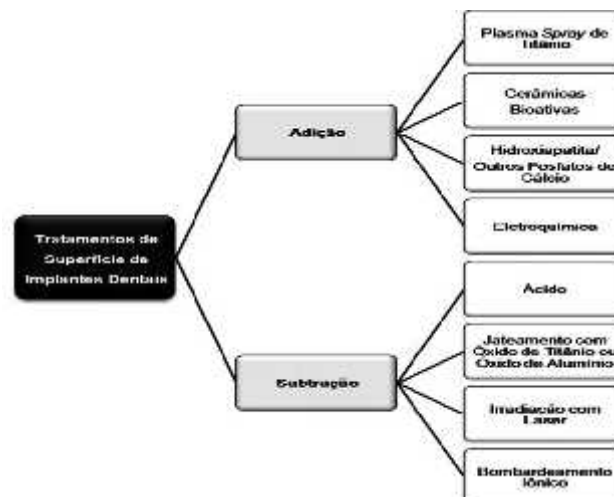 Tratamentos de
Superfície de
Implantes Dentais
Adição
Plasma Spray de
Titânio
Cerâmicas
Bioativas
Hidroxiapatita/
Outros Fosfatos de
Cálcio
Eletroquímica
Subtração
Ácido
Jateamento com
Óxido de Titânio ou
Óxido de Alumínio
Irradiação com
Laser
Bombardeamento
Iônico